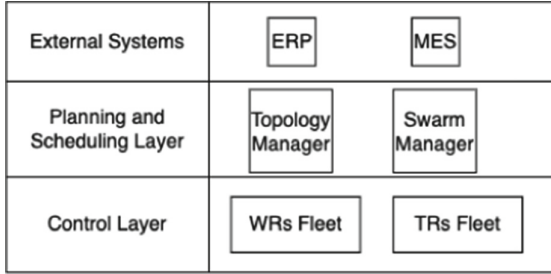 External Systems
ERP
MES
Planning and
Scheduling Layer
Topology
Manager
Swarm
Manager
Control Layer
WRs Fleet
TRs Fleet